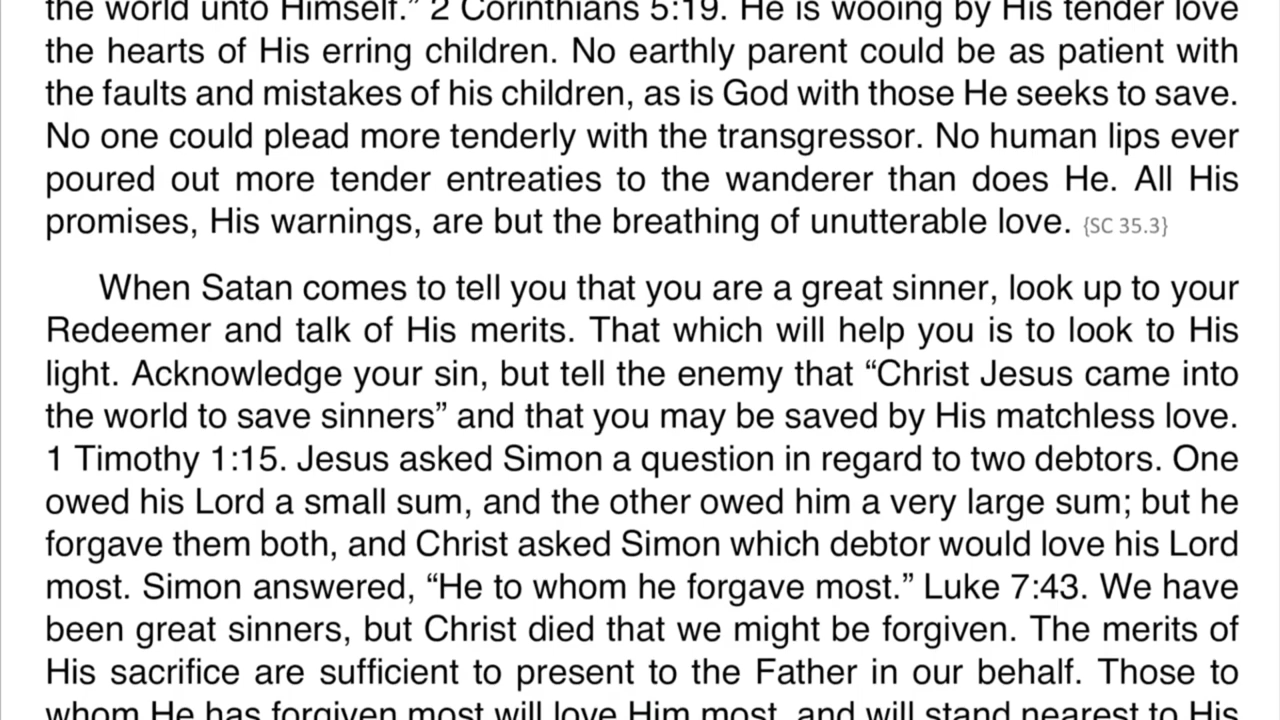 the world unto Himself.” 2 Corinthians 5:19. He is wooing by His tender love
the hearts of His erring children. No earthly parent could be as patient with
the faults and mistakes of his children, as is God with those He seeks to save.
No one could plead more tenderly with the transgressor. No human lips ever
poured out more tender entreaties to the wanderer than does He. All His
promises, His warnings, are but the breathing of unutterable love. {SC 35.3}
When Satan comes to tell you that you are a great sinner, look up to your
Redeemer and talk of His merits. That which will help you is to look to His
light. Acknowledge your sin, but tell the enemy that “Christ Jesus came into
the world to save sinners” and that you may be saved by His matchless love.
1 Timothy 1:15. Jesus asked Simon a question in regard to two debtors. One
owed his Lord a small sum, and the other owed him a very large sum; but he
forgave them both, and Christ asked Simon which debtor would love his Lord
most. Simon answered, “He to whom he forgave most.” Luke 7:43. We have
been great sinners, but Christ died that we might be forgiven. The merits of
His sacrifice are sufficient to present to the Father in our behalf. Those to
whom He has forgiven most will love Him most, and will stand nearest to His